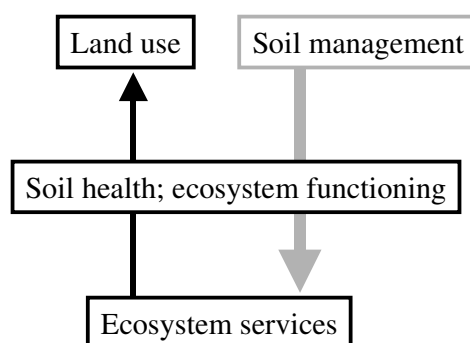 Land use
Soil management
Soil health; ecosystem functioning
Ecosystem services